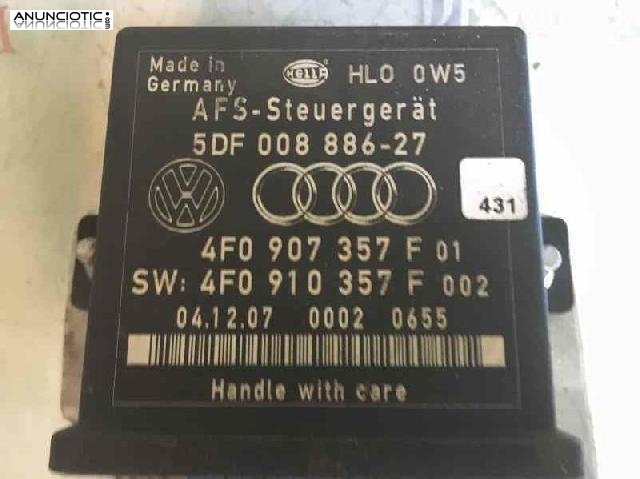 ANUNCIOTIC
.com
Made in
Germany
HELLA
HLO 0W5
AFS-Steuergerät
5DF 008 886-27
431
4F0 907 357 F 01
SW: 4F0 910 357 F 002
04.12.07 0002 0655
Handle with care